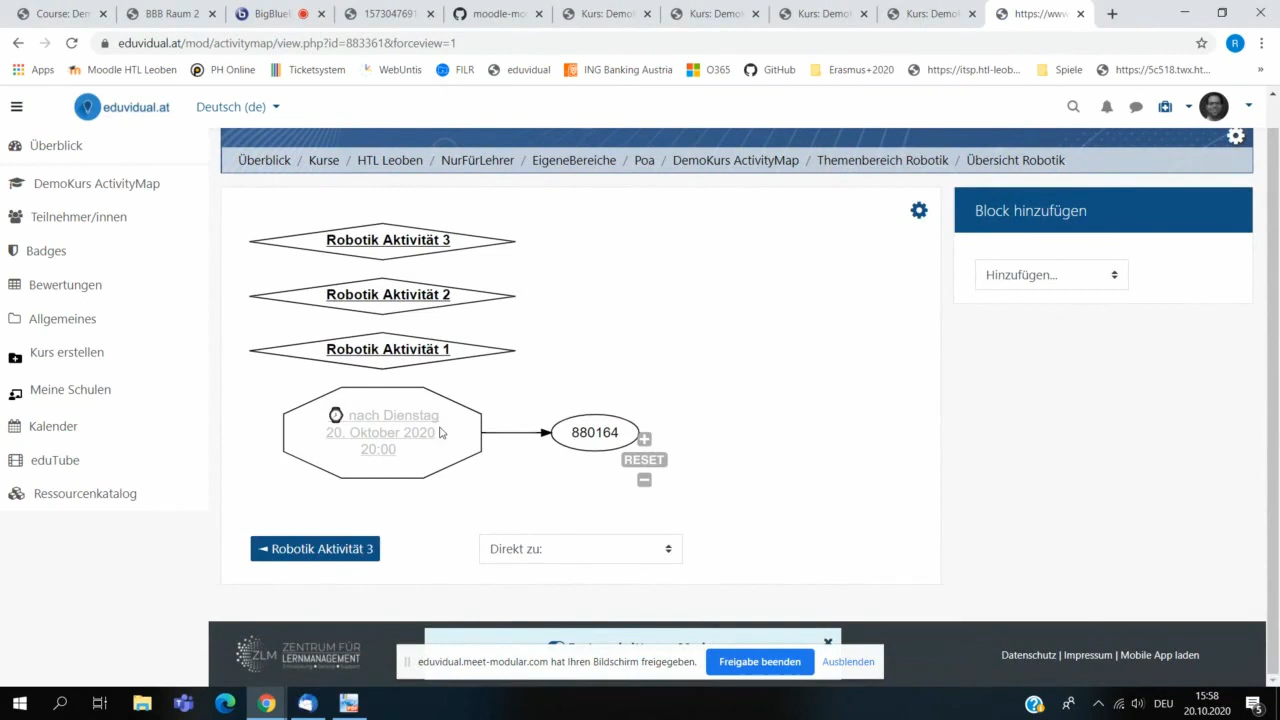 Course: Dem
BBB Raum 2
BigBlueB
1573047691
moodle-mo
Kurs: Demo
Kurs: Demo
Kurs: Demo
Kurs: Demo
https://www
eduvidual.at/mod/activitymap/view.php?id=883361&forceview=1
Apps
Moodle HTL Leoben
PH Online
Ticketsystem
WebUntis
FILR
eduvidual
ING Banking Austria
O365
GitHub
Erasmus+2020
https://itsp.htl-leob...
Spiele
https://5c518.twx.ht...
»
eduvidual.at
Deutsch (de)
Überblick
DemoKurs ActivityMap
Teilnehmer/innen
Badges
Bewertungen
Allgemeines
Kurs erstellen
Meine Schulen
Kalender
eduTube
Ressourcenkatalog
Überblick / Kurse / HTL Leoben / NurFürLehrer / EigeneBereiche / Poa / DemoKurs ActivityMap / Themenbereich Robotik / Übersicht Robotik
Robotik Aktivität 3
Robotik Aktivität 2
Robotik Aktivität 1
nach Dienstag
20. Oktober 2020
20:00
880164
RESET
◄ Robotik Aktivität 3
Direkt zu:
Block hinzufügen
Hinzufügen...
ZLM
ZENTRUM FÜR
LERNMANAGEMENT
eduvidual.meet-modular.com hat Ihren Bildschirm freigegeben.
Freigabe beenden
Ausblenden
Datenschutz | Impressum | Mobile App laden
DEU
15:58
20.10.2020
5